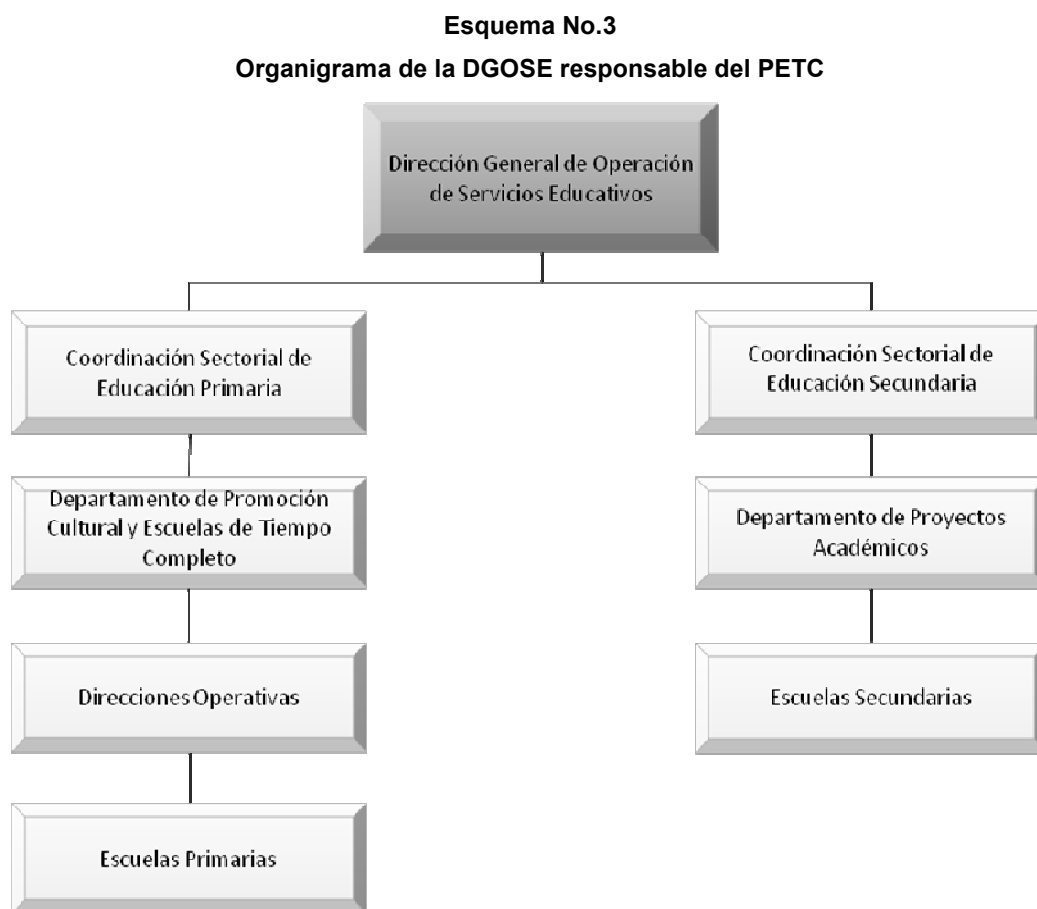 Esquema No.3
Organigrama de la DGOSE responsable del PETC
Dirección General de Operación
de Servicios Educativos
Coordinación Sectorial de
Educación Primaria
Coordinación Sectorial de
Educación Secundaria
Departamento de Promoción
Cultural y Escuelas de Tiempo
Completo
Departamento de Proyectos
Académicos
Direcciones Operativas
Escuelas Secundarias
Escuelas Primarias